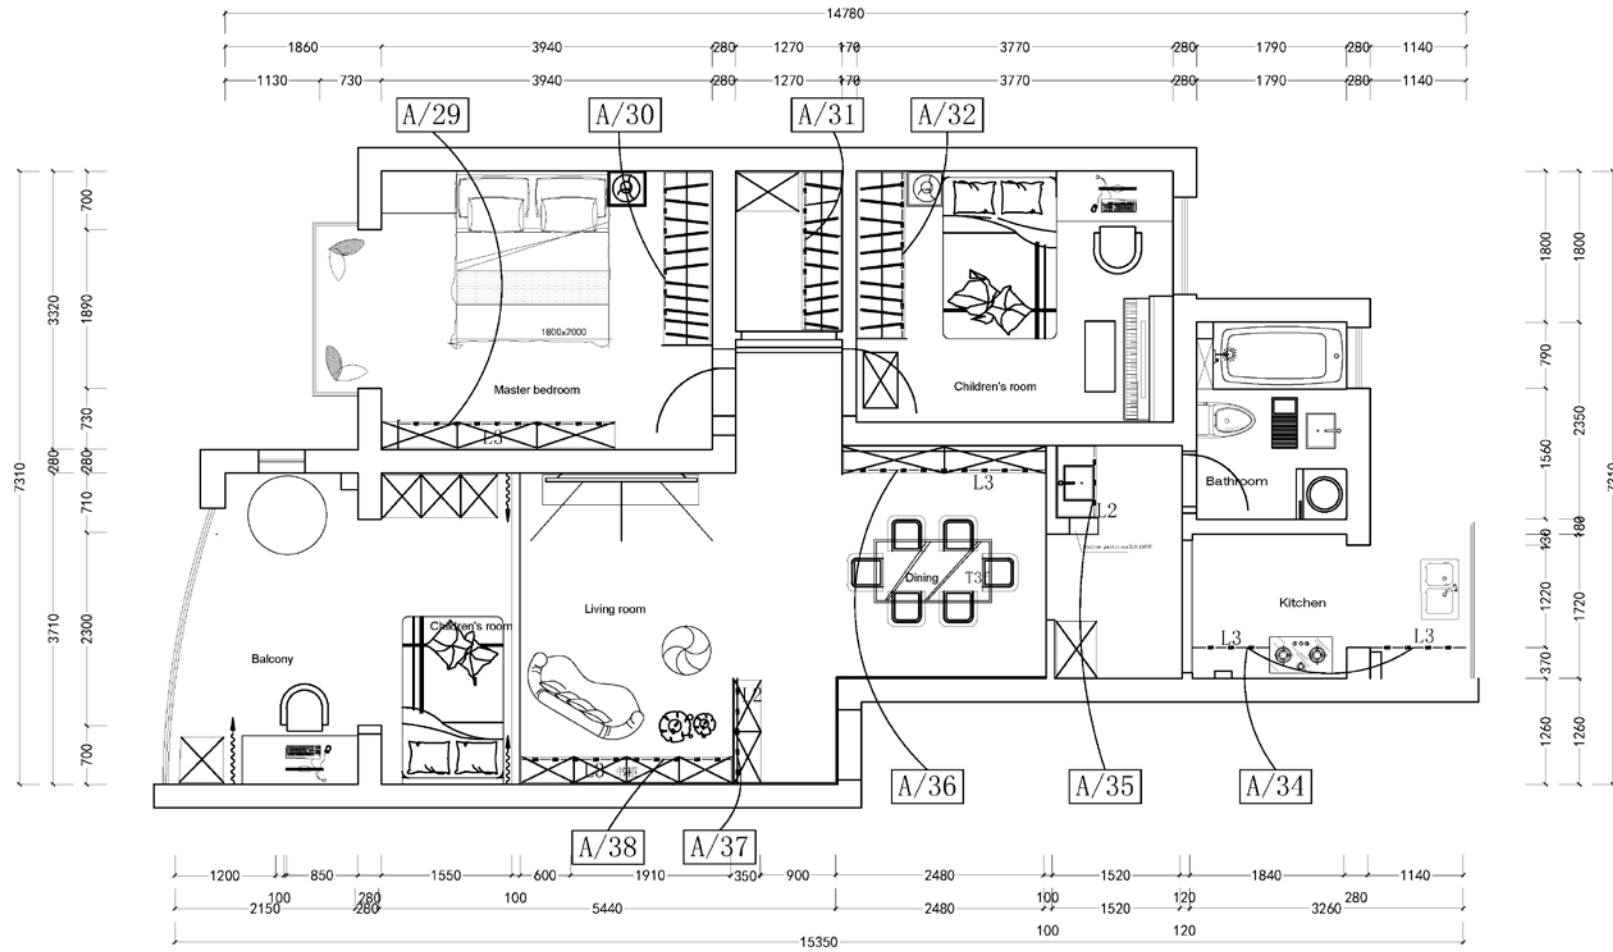 14780
1860 3940 280 1270 170 3770 280 1790 280 1140
1130 730 3940 280 1270 170 3770 280 1790 280 1140
A/29 A/30 A/31 A/32
7310
3320 280 3710
700 1890 730 280 710 2300 700
1800 790 1560 130 1220 370 1260
1800 2350 180 1720 1260
7310
1800x2000
Master bedroom
Children's room
L3
Bathroom
L3
L2
Dining
T3
Living room
Children's room
Balcony
Kitchen
L3 L3
L2
L3
A/36 A/35 A/34
A/38 A/37
1200 850 1550 600 1910 350 900 2480 1520 1840 1140
100 280 100 100 120 280
2150 280 5440 2480 1520 3260
100 120
15350